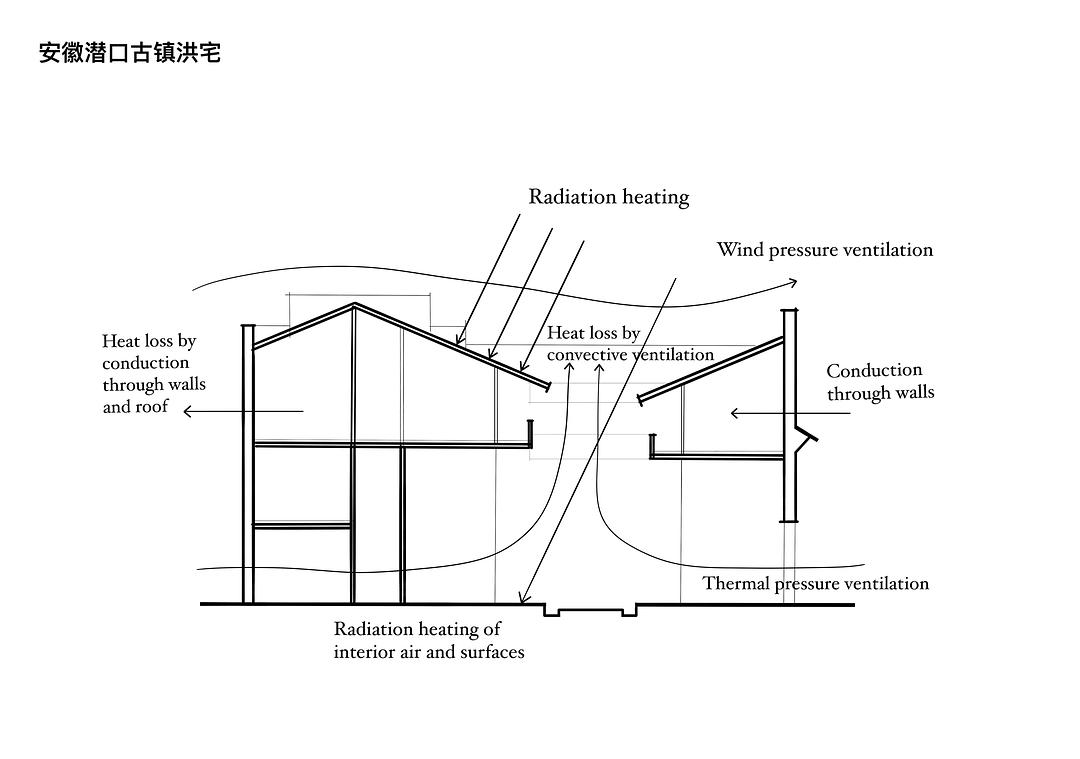 安徽潜口古镇洪宅
Radiation heating
Wind pressure ventilation
Heat loss by
conduction
through walls
and roof
Heat loss by
convective ventilation
Conduction
through walls
Thermal pressure ventilation
Radiation heating of
interior air and surfaces